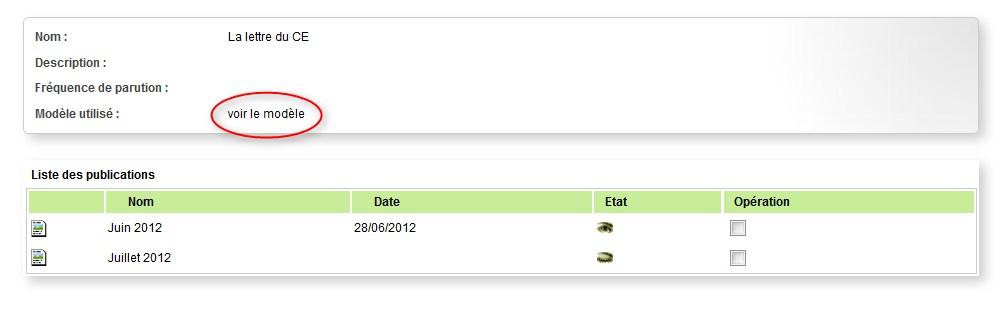 Nom : La lettre du CE
Description :
Fréquence de parution :
Modèle utilisé : voir le modèle
Liste des publications
Nom Date Etat Opération
Juin 2012 28/06/2012
Juillet 2012